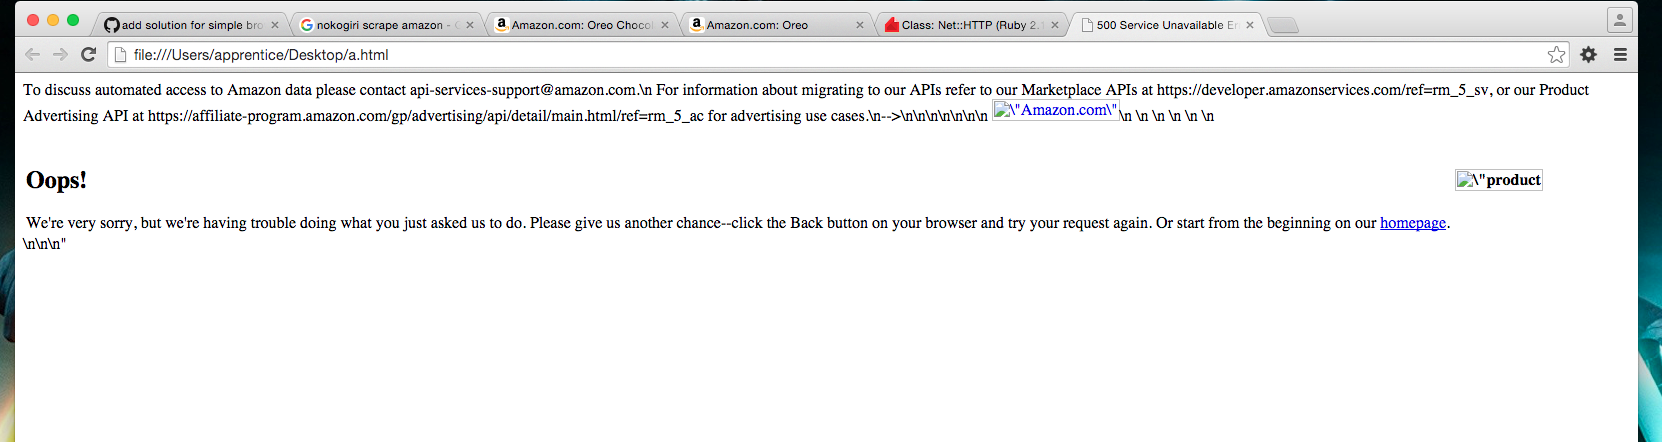 add solution for simple bro
nokogiri scrape amazon -
Amazon.com: Oreo Chocol
Amazon.com: Oreo
Class: Net::HTTP (Ruby 2.1
500 Service Unavailable Er
file:///Users/apprentice/Desktop/a.html
To discuss automated access to Amazon data please contact api-services-support@amazon.com.\n For information about migrating to our APIs refer to our Marketplace APIs at https://developer.amazonservices.com/ref=rm_5_sv, or our Product
Advertising API at https://affiliate-program.amazon.com/gp/advertising/api/detail/main.html/ref=rm_5_ac for advertising use cases.\n-->\n\n\n\n\n\n\n \"Amazon.com\" \n \n \n \n \n \n
Oops!
\"product
We're very sorry, but we're having trouble doing what you just asked us to do. Please give us another chance--click the Back button on your browser and try your request again. Or start from the beginning on our homepage.
\n\n\n"